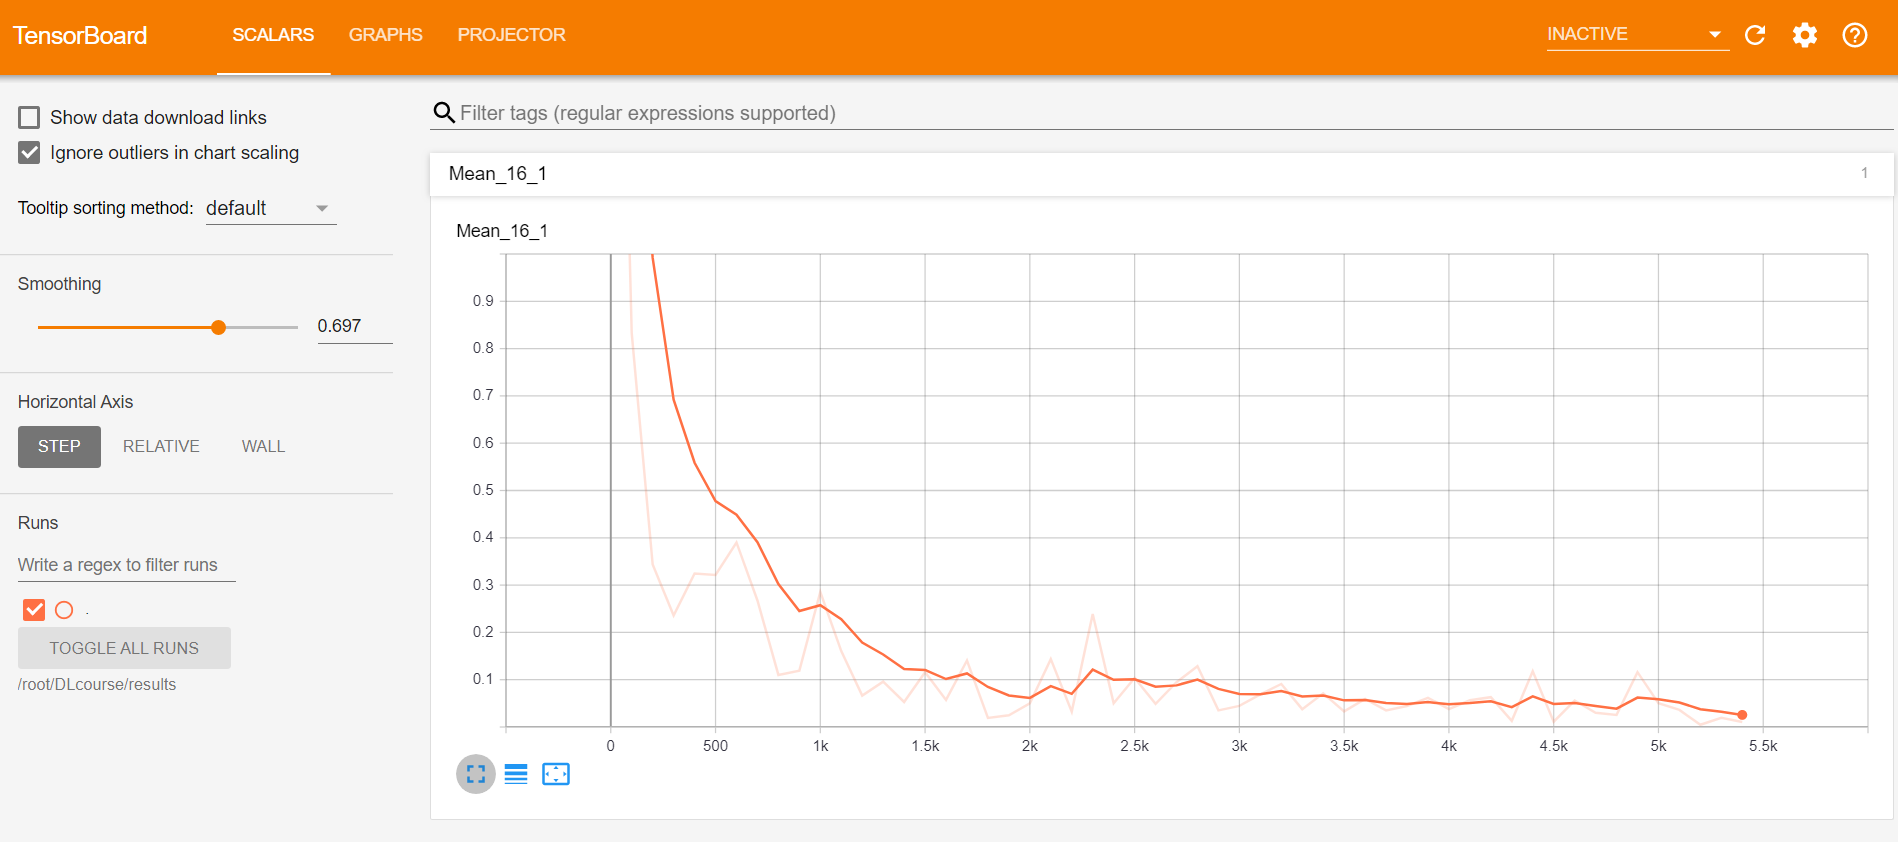 TensorBoard SCALARS GRAPHS PROJECTOR INACTIVE
Show data download links
Ignore outliers in chart scaling
Tooltip sorting method: default
Smoothing
0.697
Horizontal Axis
STEP RELATIVE WALL
Runs
Write a regex to filter runs
.
TOGGLE ALL RUNS
/root/DLcourse/results
Filter tags (regular expressions supported)
Mean_16_1 1
Mean_16_1
0.9
0.8
0.7
0.6
0.5
0.4
0.3
0.2
0.1
0 500 1k 1.5k 2k 2.5k 3k 3.5k 4k 4.5k 5k 5.5k